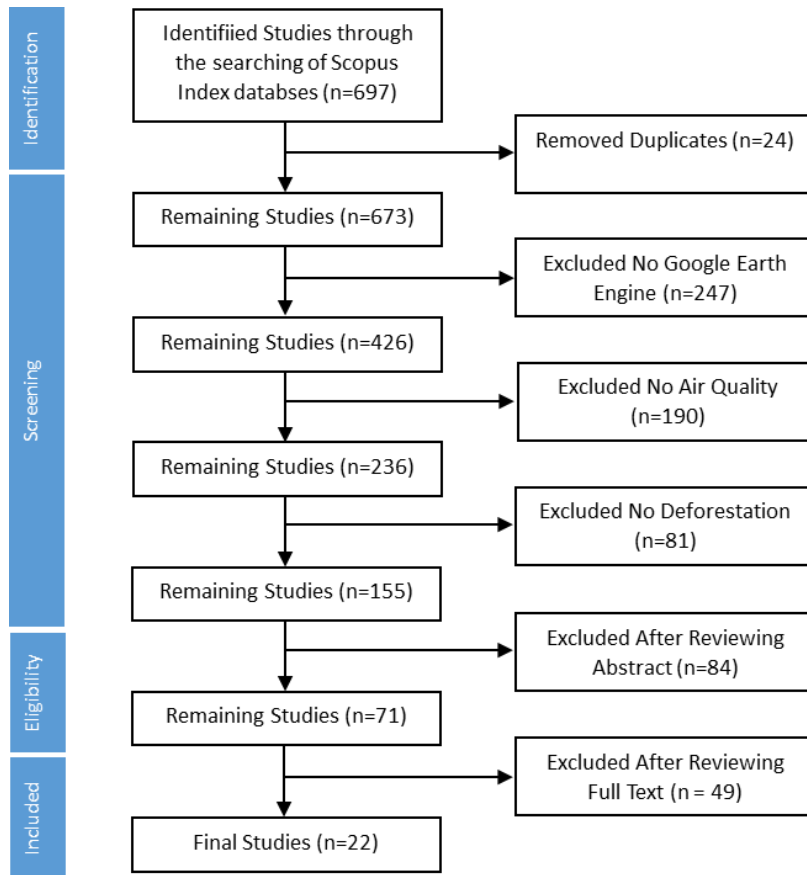 Identification
Identifiied Studies through
the searching of Scopus
Index databses (n=697)
Removed Duplicates (n=24)
Screening
Remaining Studies (n=673)
Excluded No Google Earth
Engine (n=247)
Remaining Studies (n=426)
Excluded No Air Quality
(n=190)
Remaining Studies (n=236)
Excluded No Deforestation
(n=81)
Remaining Studies (n=155)
Eligibility
Excluded After Reviewing
Abstract (n=84)
Remaining Studies (n=71)
Included
Excluded After Reviewing
Full Text (n = 49)
Final Studies (n=22)